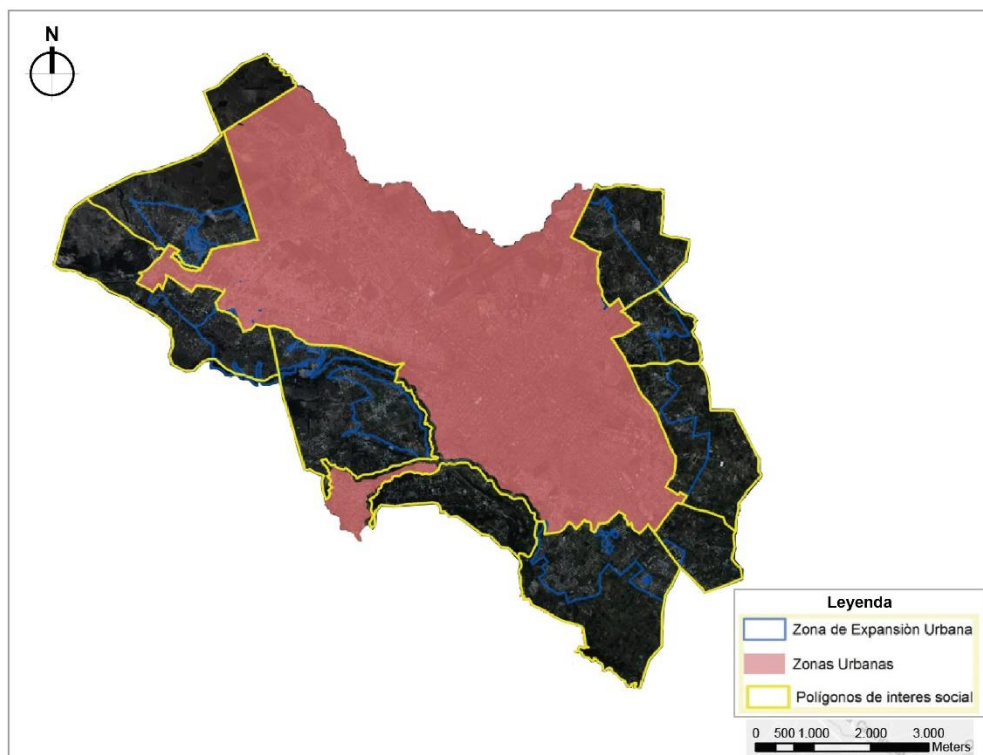 N
Leyenda
Zona de Expansiòn Urbana
Zonas Urbanas
Polígonos de interes social
0 500 1.000 2.000 3.000
Meters